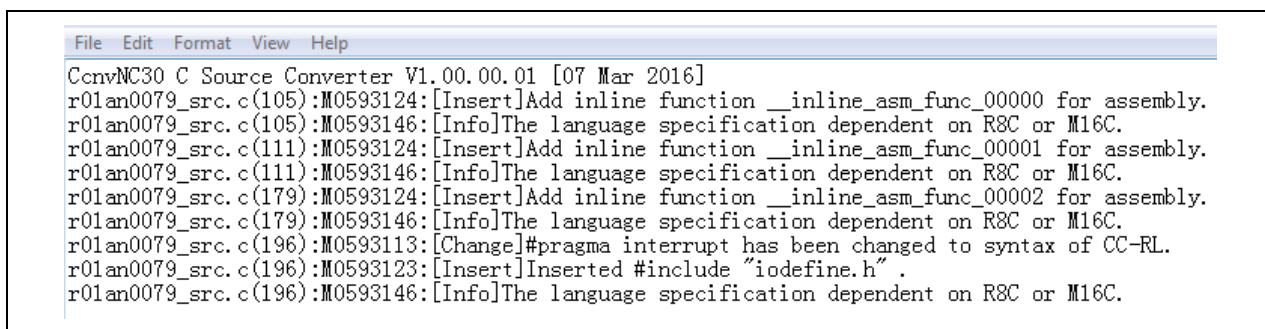 File Edit Format View Help
CcnvNC30 C Source Converter V1.00.00.01 [07 Mar 2016]
r01an0079_src.c(105):M0593124:[Insert]Add inline function __inline_asm_func_00000 for assembly.
r01an0079_src.c(105):M0593146:[Info]The language specification dependent on R8C or M16C.
r01an0079_src.c(111):M0593124:[Insert]Add inline function __inline_asm_func_00001 for assembly.
r01an0079_src.c(111):M0593146:[Info]The language specification dependent on R8C or M16C.
r01an0079_src.c(179):M0593124:[Insert]Add inline function __inline_asm_func_00002 for assembly.
r01an0079_src.c(179):M0593146:[Info]The language specification dependent on R8C or M16C.
r01an0079_src.c(196):M0593113:[Change]#pragma interrupt has been changed to syntax of CC-RL.
r01an0079_src.c(196):M0593123:[Insert]Inserted #include "iodefine.h" .
r01an0079_src.c(196):M0593146:[Info]The language specification dependent on R8C or M16C.